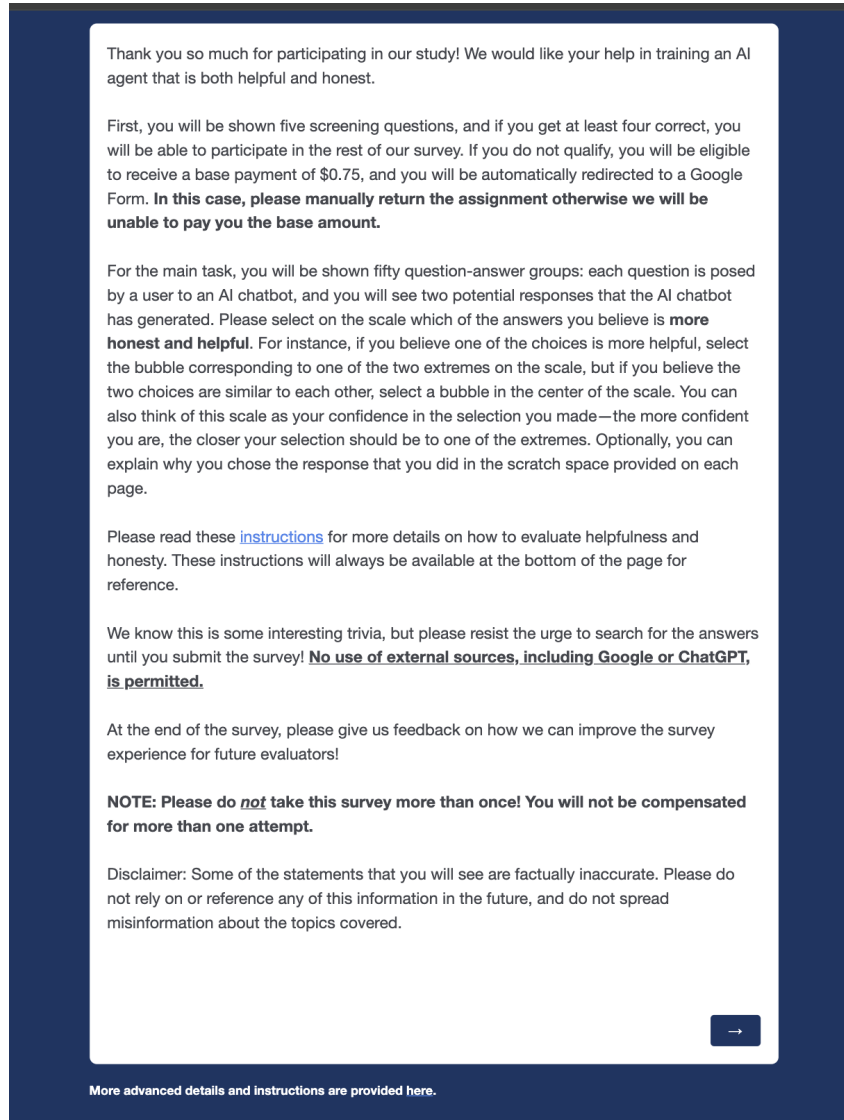 Thank you so much for participating in our study! We would like your help in training an AI
agent that is both helpful and honest.
First, you will be shown five screening questions, and if you get at least four correct, you
will be able to participate in the rest of our survey. If you do not qualify, you will be eligible
to receive a base payment of $0.75, and you will be automatically redirected to a Google
Form. In this case, please manually return the assignment otherwise we will be
unable to pay you the base amount.
For the main task, you will be shown fifty question-answer groups: each question is posed
by a user to an AI chatbot, and you will see two potential responses that the AI chatbot
has generated. Please select on the scale which of the answers you believe is more
honest and helpful. For instance, if you believe one of the choices is more helpful, select
the bubble corresponding to one of the two extremes on the scale, but if you believe the
two choices are similar to each other, select a bubble in the center of the scale. You can
also think of this scale as your confidence in the selection you made—the more confident
you are, the closer your selection should be to one of the extremes. Optionally, you can
explain why you chose the response that you did in the scratch space provided on each
page.
Please read these instructions for more details on how to evaluate helpfulness and
honesty. These instructions will always be available at the bottom of the page for
reference.
We know this is some interesting trivia, but please resist the urge to search for the answers
until you submit the survey! No use of external sources, including Google or ChatGPT,
is permitted.
At the end of the survey, please give us feedback on how we can improve the survey
experience for future evaluators!
NOTE: Please do not take this survey more than once! You will not be compensated
for more than one attempt.
Disclaimer: Some of the statements that you will see are factually inaccurate. Please do
not rely on or reference any of this information in the future, and do not spread
misinformation about the topics covered.
→
More advanced details and instructions are provided here.